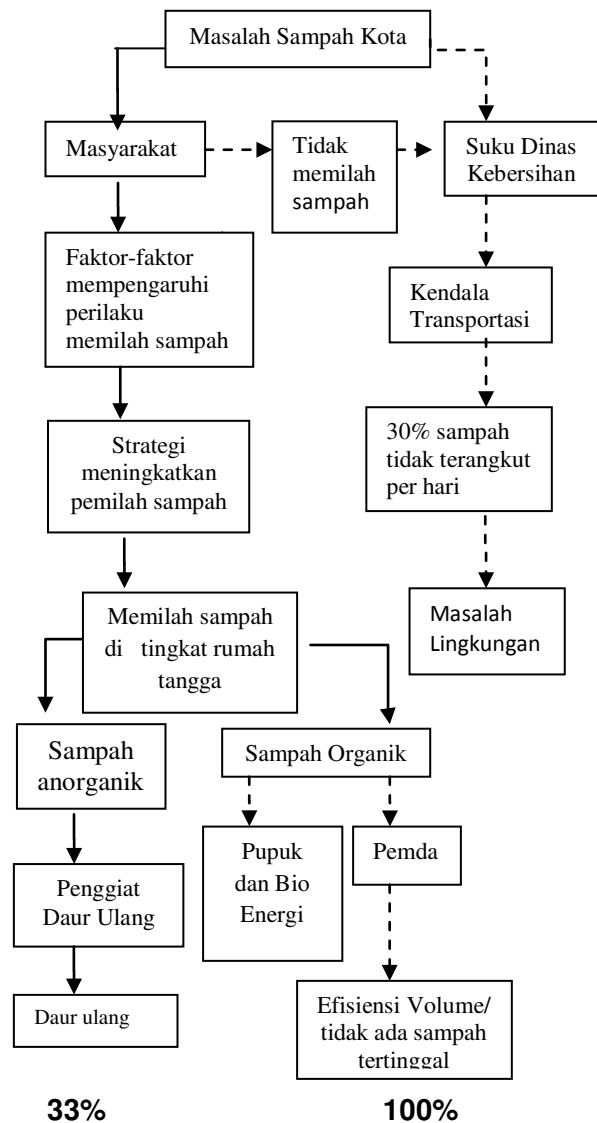 Masalah Sampah Kota
Masyarakat
Tidak
memilah
sampah
Suku Dinas
Kebersihan
Faktor-faktor
mempengaruhi
perilaku
memilah sampah
Kendala
Transportasi
Strategi
meningkatkan
pemilah sampah
30% sampah
tidak terangkut
per hari
Memilah sampah
di tingkat rumah
tangga
Masalah
Lingkungan
Sampah
anorganik
Sampah Organik
Penggiat
Daur Ulang
Pupuk
dan Bio
Energi
Pemda
Daur ulang
Efisiensi Volume/
tidak ada sampah
tertinggal
33%
100%